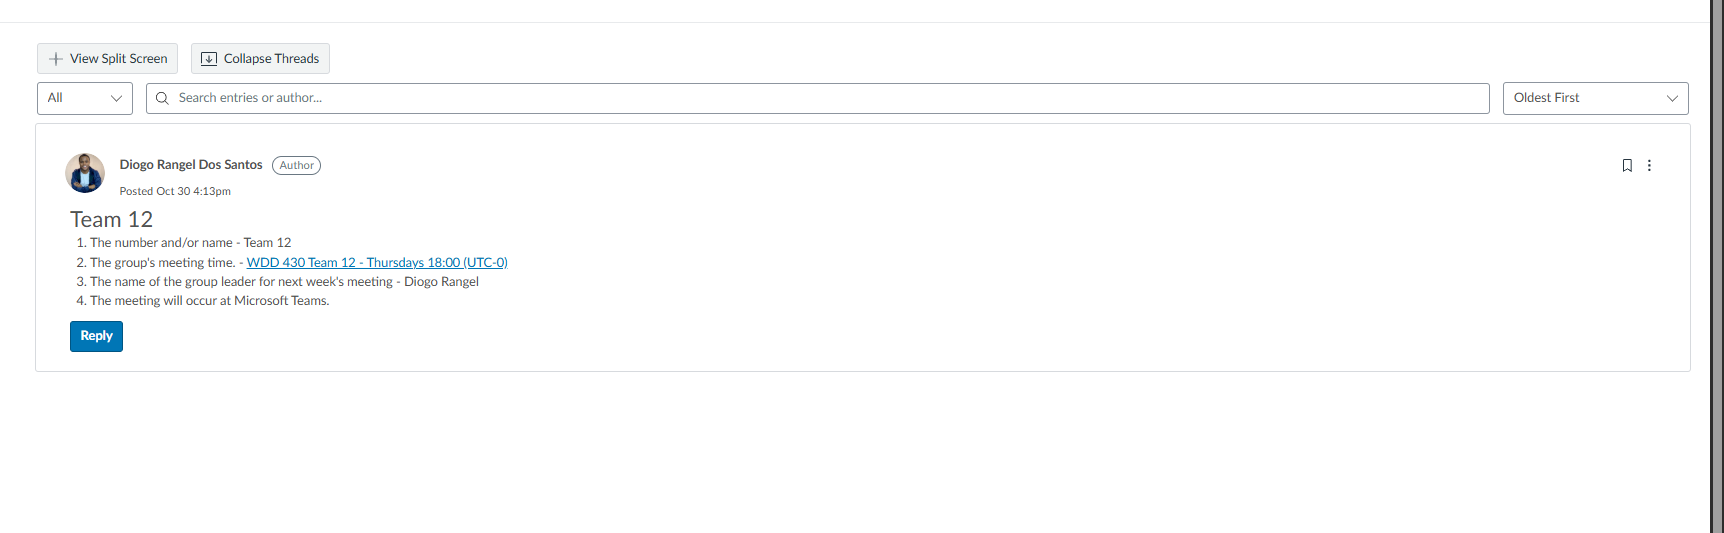 View Split Screen
Collapse Threads
All
Search entries or author...
Oldest First
Diogo Rangel Dos Santos
Author
Posted Oct 30 4:13pm
Team 12
1. The number and/or name - Team 12
2. The group's meeting time. - WDD 430 Team 12 - Thursdays 18:00 (UTC-0)
3. The name of the group leader for next week's meeting - Diogo Rangel
4. The meeting will occur at Microsoft Teams.
Reply